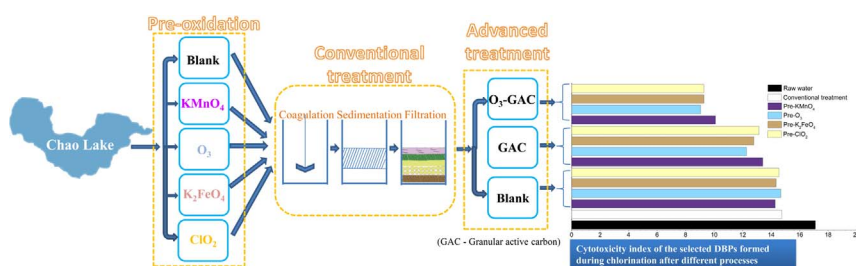 Pre-oxidation
Chao Lake
Blank
KMnO₄
O₃
K₂FeO₄
ClO₂
Conventional
treatment
Coagulation Sedimentation Filtration
Advanced
treatment
O₃-GAC
GAC
Blank
(GAC - Granular active carbon)
Raw water
Conventional treatment
Pre-KMnO₄
Pre-O₃
Pre-K₂FeO₄
Pre-ClO₂
0 2 4 6 8 10 12 14 16 18 20
Cytotoxicity index of the selected DBPs formed
during chlorination after different processes